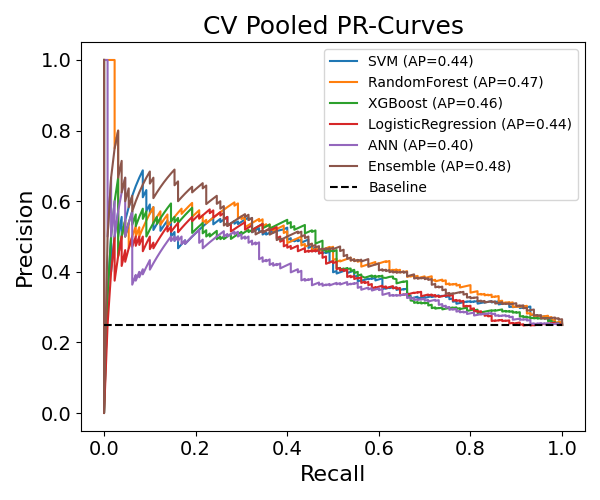 CV Pooled PR-Curves
SVM (AP=0.44)
RandomForest (AP=0.47)
XGBoost (AP=0.46)
LogisticRegression (AP=0.44)
ANN (AP=0.40)
Ensemble (AP=0.48)
Baseline
Precision
1.0
0.8
0.6
0.4
0.2
0.0
0.0 0.2 0.4 0.6 0.8 1.0
Recall